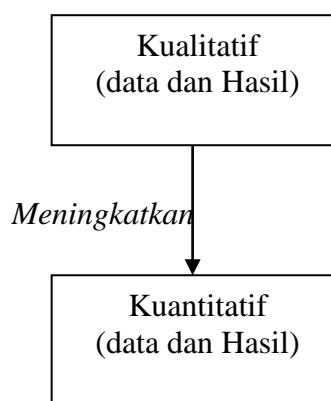 Kualitatif
(data dan Hasil)
Meningkatkan
Kuantitatif
(data dan Hasil)